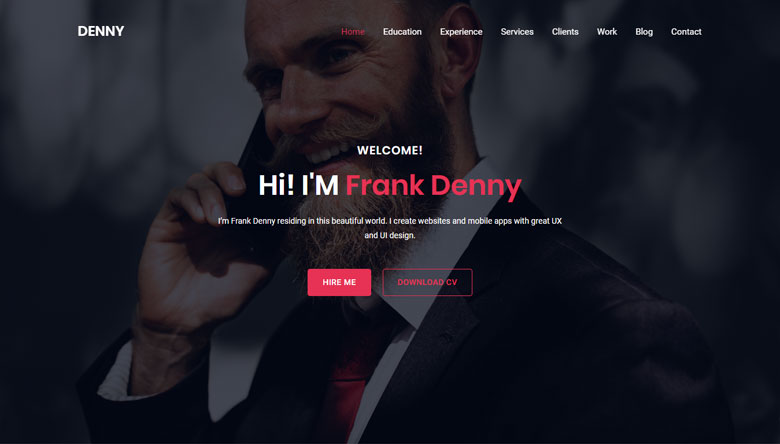 DENNY
Home Education Experience Services Clients Work Blog Contact
WELCOME!
Hi! I'M Frank Denny
I'm Frank Denny residing in this beautiful world. I create websites and mobile apps with great UX
and UI design.
HIRE ME DOWNLOAD CV